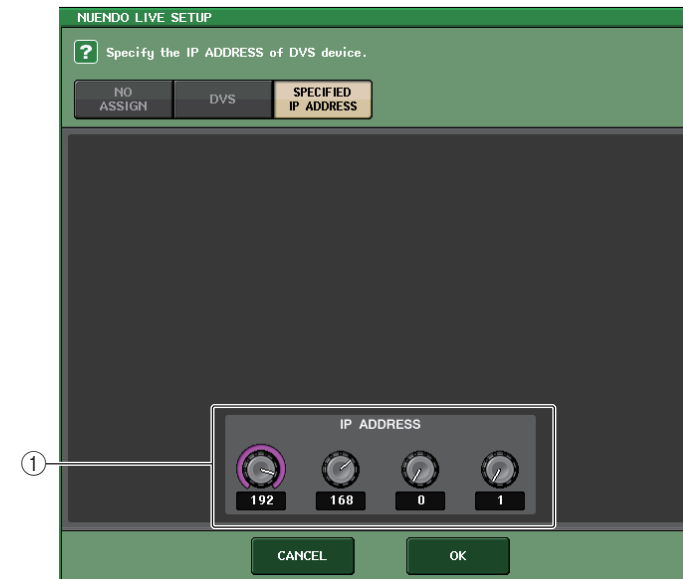 NUENDO LIVE SETUP
? Specify the IP ADDRESS of DVS device.
NO ASSIGN
DVS
SPECIFIED IP ADDRESS
1
IP ADDRESS
192 168 0 1
CANCEL OK